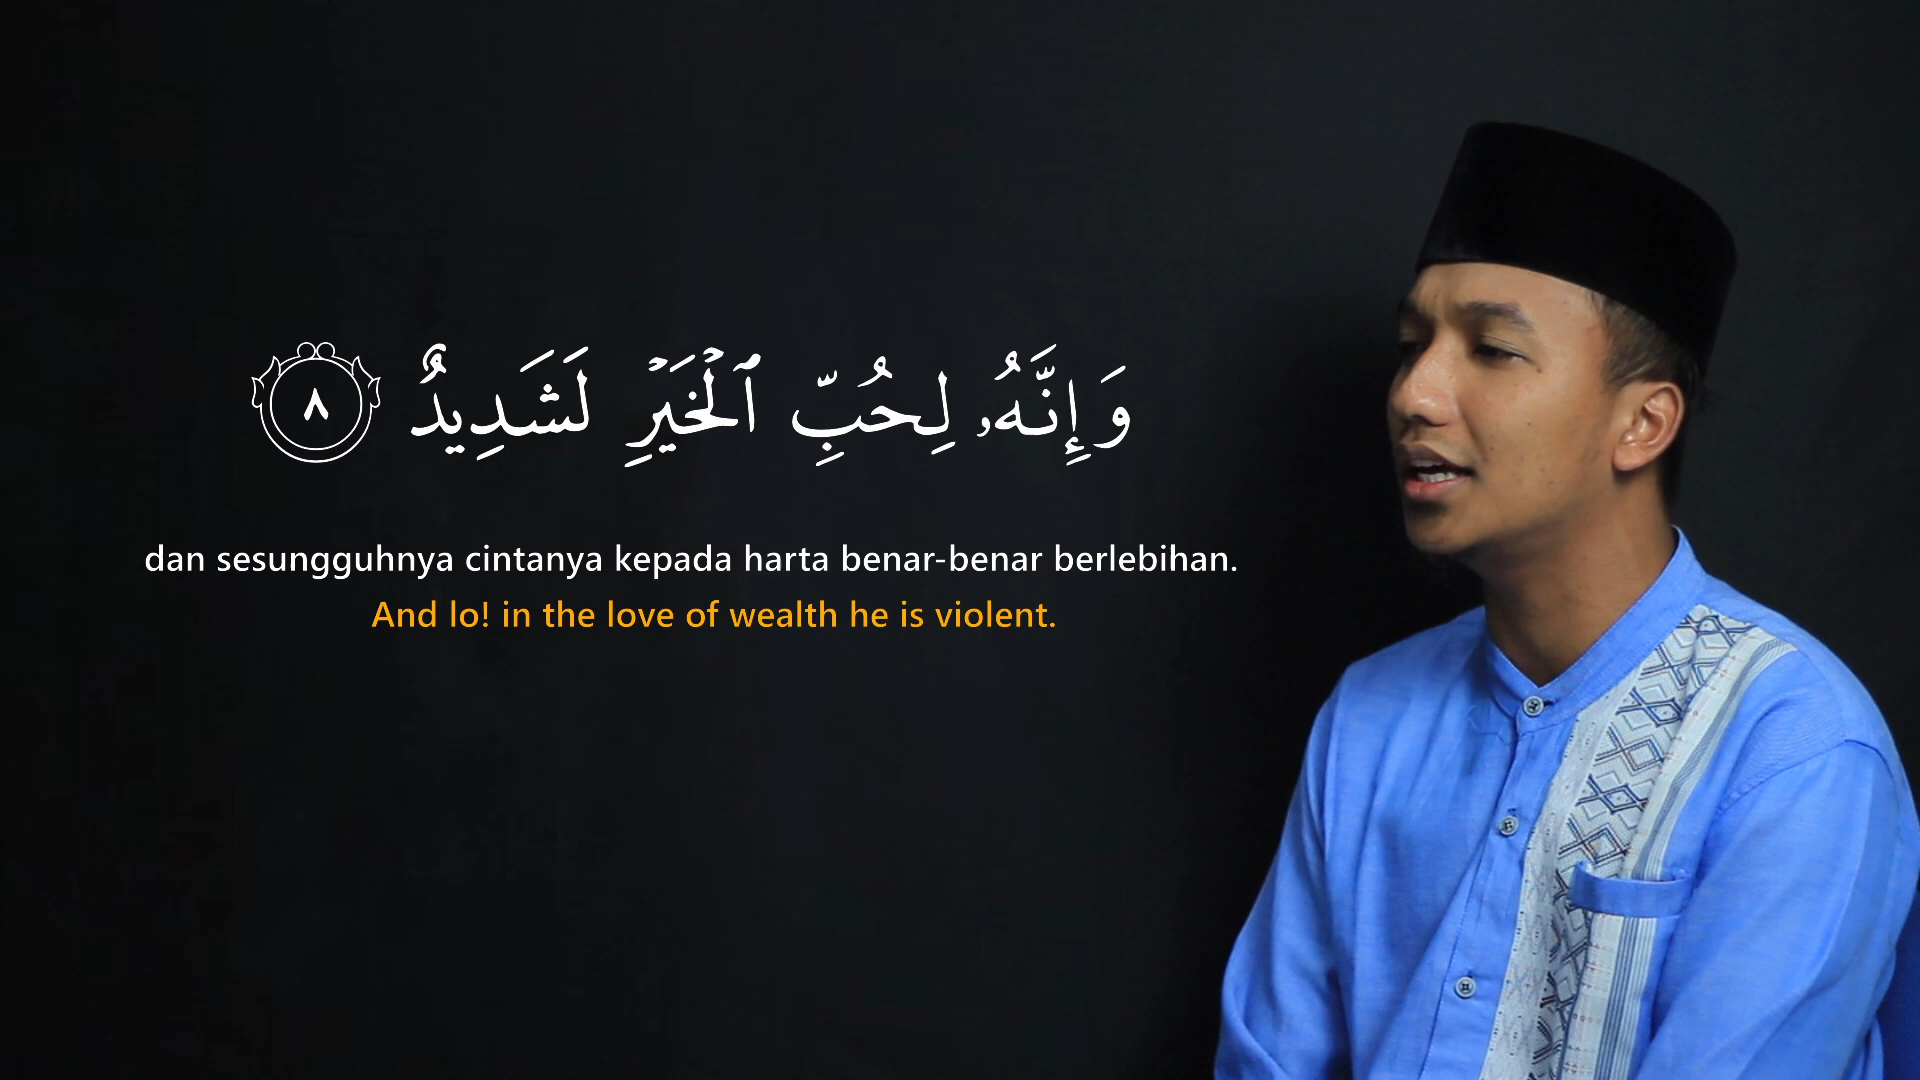 وَإِنَّهُۥ لِحُبِّ ٱلْخَيْرِ لَشَدِيدٌ ٨
dan sesungguhnya cintanya kepada harta benar-benar berlebihan.
And lo! in the love of wealth he is violent.